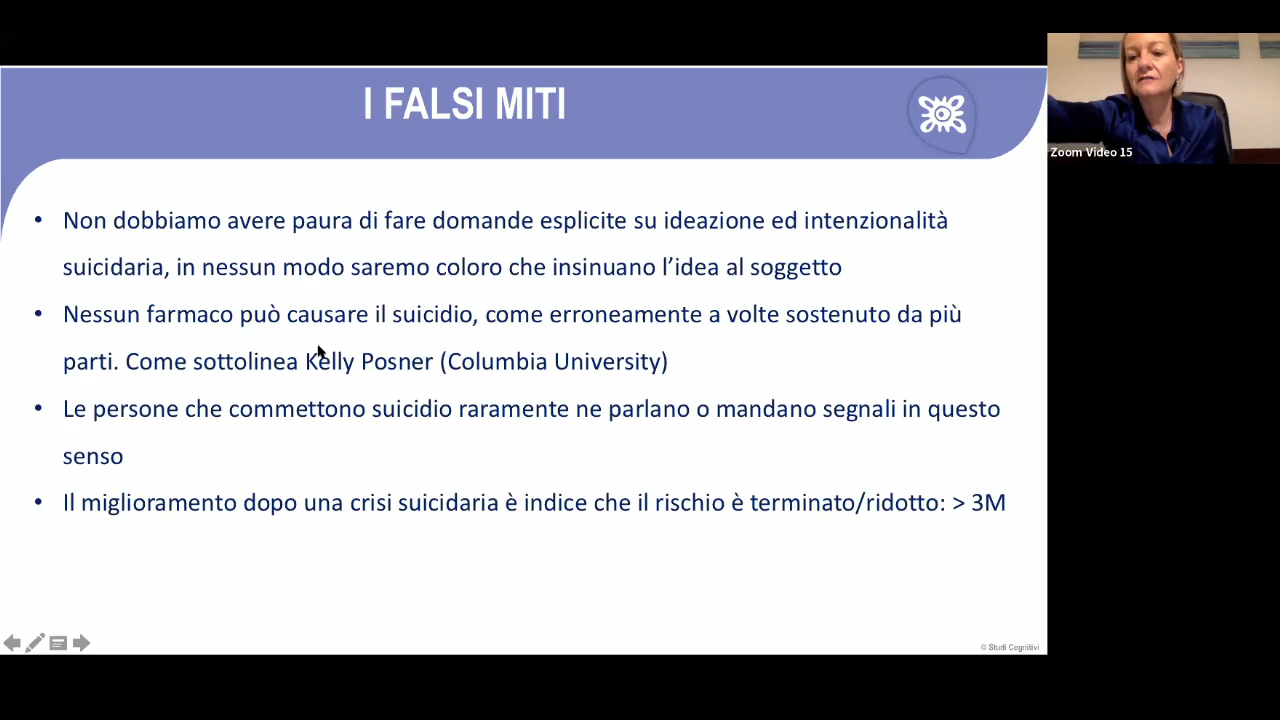 I FALSI MITI
Zoom Video 15
• Non dobbiamo avere paura di fare domande esplicite su ideazione ed intenzionalità
suicidaria, in nessun modo saremo coloro che insinuano l’idea al soggetto
• Nessun farmaco può causare il suicidio, come erroneamente a volte sostenuto da più
parti. Come sottolinea Kelly Posner (Columbia University)
• Le persone che commettono suicidio raramente ne parlano o mandano segnali in questo
senso
• Il miglioramento dopo una crisi suicidaria è indice che il rischio è terminato/ridotto: > 3M
© Studi Cognitivi